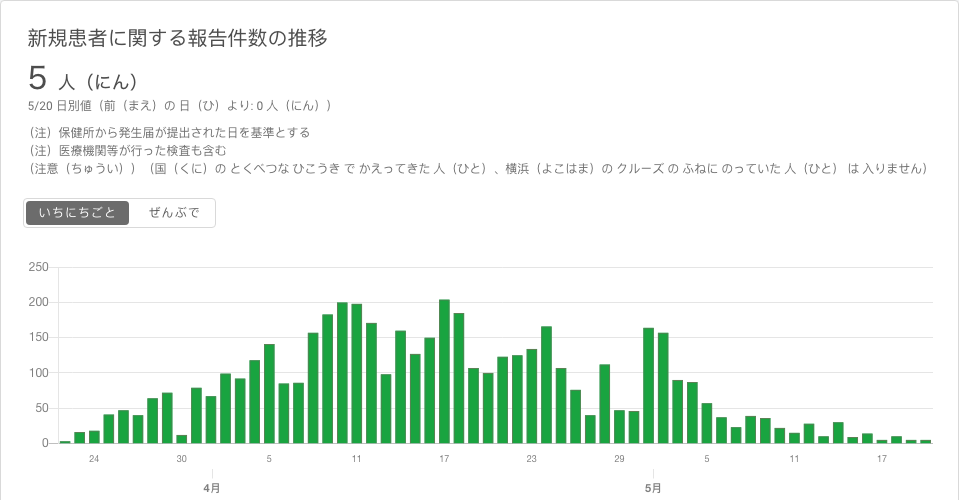 新規患者に関する報告件数の推移
5 人（にん）
5/20 日別値（前（まえ）の 日（ひ）より: 0 人（にん））
（注）保健所から発生届が提出された日を基準とする
（注）医療機関等が行った検査も含む
（注意（ちゅうい））（国（くに）の とくべつな ひこうき で かえってきた 人（ひと）、横浜（よこはま）の クルーズ の ふねに のっていた 人（ひと） は 入りません）
いちにちごと ぜんぶで
250
200
150
100
50
0
24 30 5 11 17 23 29 5 11 17
4月 5月